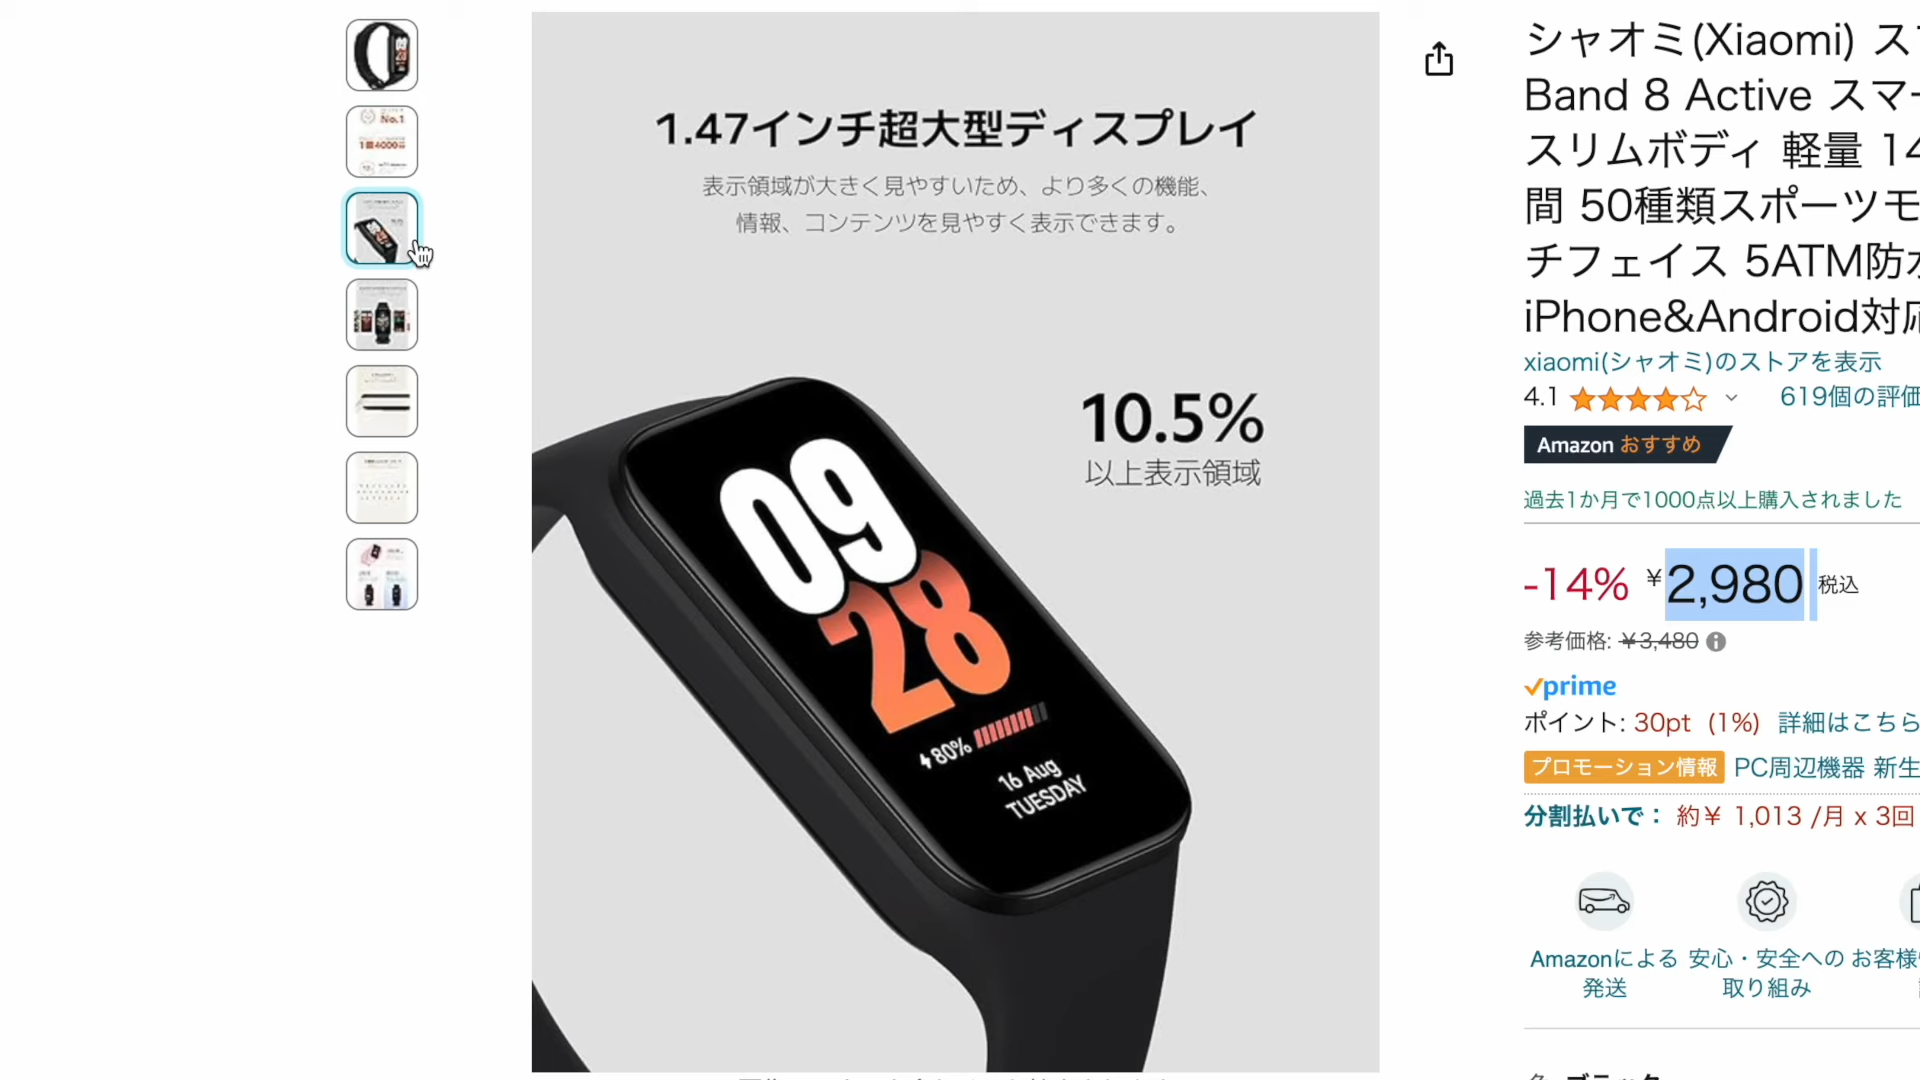 No.1
1.47インチ超大型ディスプレイ
表示領域が大きく見やすいため、より多くの機能、
情報、コンテンツを見やすく表示できます。
10.5%
以上表示領域
09
28
80%
16 Aug
TUESDAY
シャオミ(Xiaomi) ス
Band 8 Active スマー
スリムボディ 軽量 14
間 50種類スポーツモ
チフェイス 5ATM防水
iPhone&Android対応
xiaomi(シャオミ)のストアを表示
4.1 619個の評価
Amazon おすすめ
過去1か月で1000点以上購入されました
-14% ¥2,980 税込
参考価格: ¥3,480
prime
ポイント: 30pt (1%) 詳細はこちら
プロモーション情報 PC周辺機器 新生
分割払いで： 約¥ 1,013 /月 x 3回
Amazonによる
発送
安心・安全への
取り組み
お客様